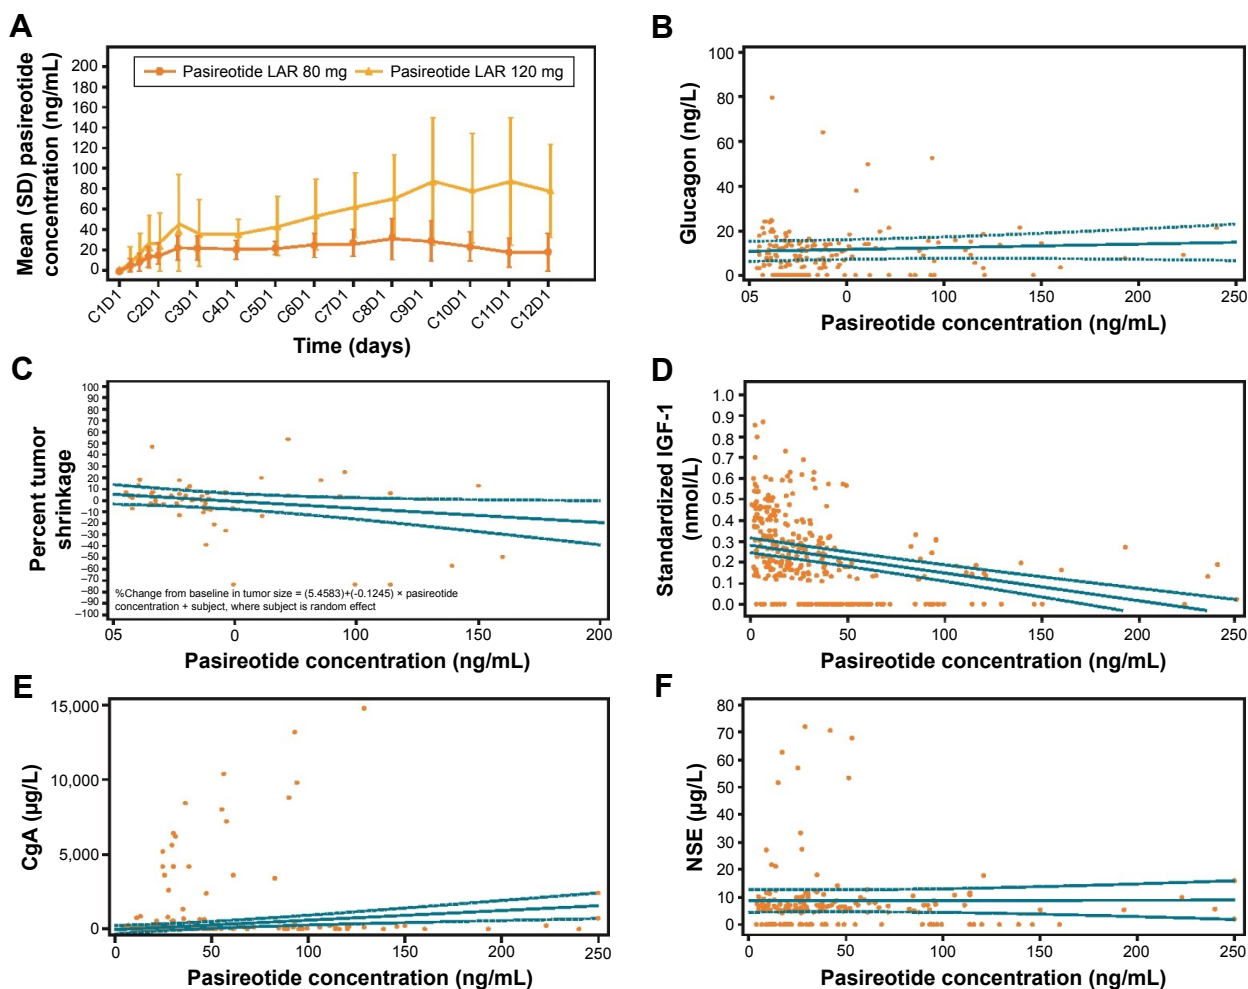 A
Mean (SD) pasireotide
concentration (ng/mL)
200
180
160
140
120
100
80
60
40
20
0
Pasireotide LAR 80 mg
Pasireotide LAR 120 mg
C1D1
C2D1
C3D1
C4D1
C5D1
C6D1
C7D1
C8D1
C9D1
C10D1
C11D1
C12D1
Time (days)
B
Glucagon (ng/L)
100
80
60
40
20
0
05
0
100
150
200
250
Pasireotide concentration (ng/mL)
C
Percent tumor
shrinkage
100
90
80
70
60
50
40
30
20
10
0
–10
–20
–30
–40
–50
–60
–70
–80
–90
–100
%Change from baseline in tumor size = (5.4583)+(-0.1245) × pasireotide
concentration + subject, where subject is random effect
05
0
100
150
200
Pasireotide concentration (ng/mL)
D
Standardized IGF-1
(nmol/L)
1.0
0.9
0.8
0.7
0.6
0.5
0.4
0.3
0.2
0.1
0.0
0
50
100
150
200
250
Pasireotide concentration (ng/mL)
E
CgA (µg/L)
15,000
10,000
5,000
0
0
50
100
150
200
250
Pasireotide concentration (ng/mL)
F
NSE (µg/L)
80
70
60
50
40
30
20
10
0
0
50
100
150
200
250
Pasireotide concentration (ng/mL)